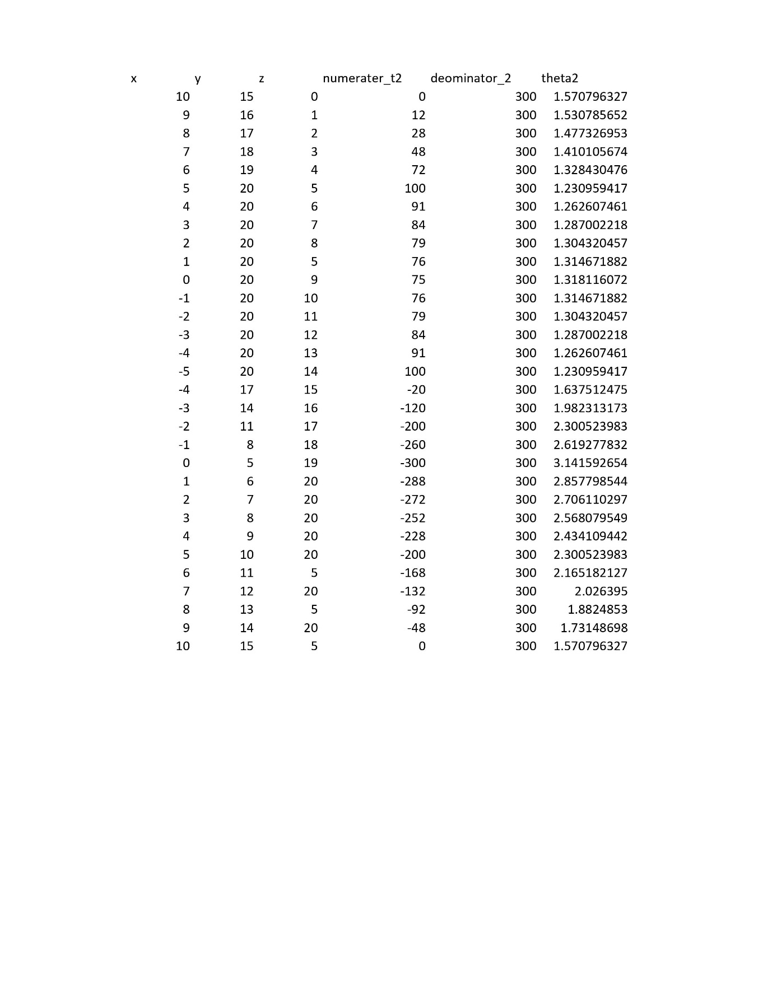 x y z numerater_t2 deominator_2 theta2
10 15 0 0 300 1.570796327
9 16 1 12 300 1.530785652
8 17 2 28 300 1.477326953
7 18 3 48 300 1.410105674
6 19 4 72 300 1.328430476
5 20 5 100 300 1.230959417
4 20 6 91 300 1.262607461
3 20 7 84 300 1.287002218
2 20 8 79 300 1.304320457
1 20 5 76 300 1.314671882
0 20 9 75 300 1.318116072
-1 20 10 76 300 1.314671882
-2 20 11 79 300 1.304320457
-3 20 12 84 300 1.287002218
-4 20 13 91 300 1.262607461
-5 20 14 100 300 1.230959417
-4 17 15 -20 300 1.637512475
-3 14 16 -120 300 1.982313173
-2 11 17 -200 300 2.300523983
-1 8 18 -260 300 2.619277832
0 5 19 -300 300 3.141592654
1 6 20 -288 300 2.857798544
2 7 20 -272 300 2.706110297
3 8 20 -252 300 2.568079549
4 9 20 -228 300 2.434109442
5 10 20 -200 300 2.300523983
6 11 5 -168 300 2.165182127
7 12 20 -132 300 2.026395
8 13 5 -92 300 1.8824853
9 14 20 -48 300 1.73148698
10 15 5 0 300 1.570796327